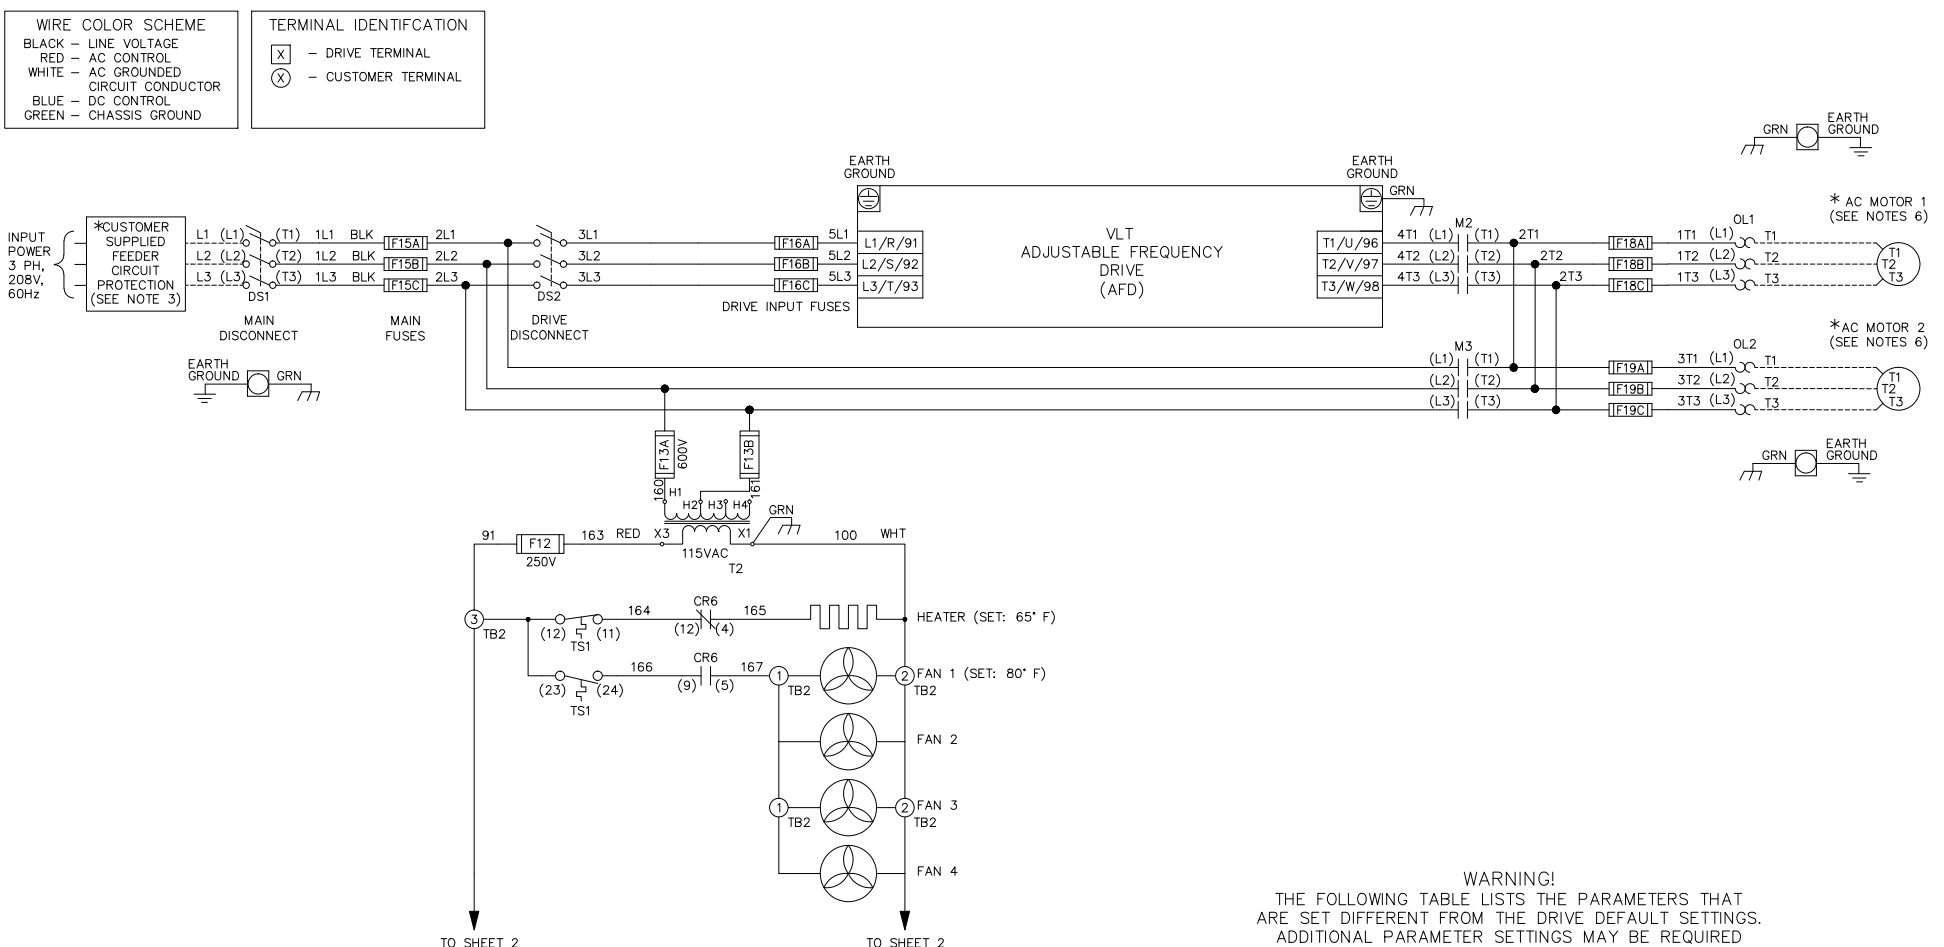 WIRE COLOR SCHEME
BLACK – LINE VOLTAGE
RED – AC CONTROL
WHITE – AC GROUNDED
CIRCUIT CONDUCTOR
BLUE – DC CONTROL
GREEN – CHASSIS GROUND
TERMINAL IDENTIFCATION
X – DRIVE TERMINAL
X – CUSTOMER TERMINAL
GRN EARTH
GROUND
INPUT
POWER
3 PH,
208V,
60Hz
*CUSTOMER
SUPPLIED
FEEDER
CIRCUIT
PROTECTION
(SEE NOTE 3)
L1 (L1) (T1) 1L1 BLK F15A 2L1 3L1 F16A 5L1 L1/R/91
L2 (L2) (T2) 1L2 BLK F15B 2L2 3L2 F16B 5L2 L2/S/92
L3 (L3) (T3) 1L3 BLK F15C 2L3 3L3 F16C 5L3 L3/T/93
DS1
MAIN
DISCONNECT
MAIN
FUSES
DS2
DRIVE
DISCONNECT
DRIVE INPUT FUSES
EARTH
GROUND GRN
EARTH
GROUND
VLT
ADJUSTABLE FREQUENCY
DRIVE
(AFD)
EARTH
GROUND
GRN
M2
OL1
* AC MOTOR 1
(SEE NOTES 6)
T1/U/96 4T1 (L1) (T1) 2T1 F18A 1T1 (L1) T1
T2/V/97 4T2 (L2) (T2) 2T2 F18B 1T2 (L2) T2
T3/W/98 4T3 (L3) (T3) 2T3 F18C 1T3 (L3) T3
T1
T2
T3
M3
OL2
* AC MOTOR 2
(SEE NOTES 6)
(L1) (T1) F19A 3T1 (L1) T1
(L2) (T2) F19B 3T2 (L2) T2
(L3) (T3) F19C 3T3 (L3) T3
T1
T2
T3
GRN EARTH
GROUND
F13A
600V
F13B
160
161
H1 H2 H3 H4
GRN
91 F12 163 RED X3 X1 100 WHT
250V
115VAC
T2
3
TB2
(12) (11)
TS1
164
CR6
(12) (4)
165
HEATER (SET: 65° F)
(23) (24)
TS1
166
CR6
(9) (5)
167
1
TB2
2
TB2
FAN 1 (SET: 80° F)
FAN 2
1
TB2
2
TB2
FAN 3
FAN 4
TO SHEET 2
TO SHEET 2
WARNING!
THE FOLLOWING TABLE LISTS THE PARAMETERS THAT
ARE SET DIFFERENT FROM THE DRIVE DEFAULT SETTINGS.
ADDITIONAL PARAMETER SETTINGS MAY BE REQUIRED